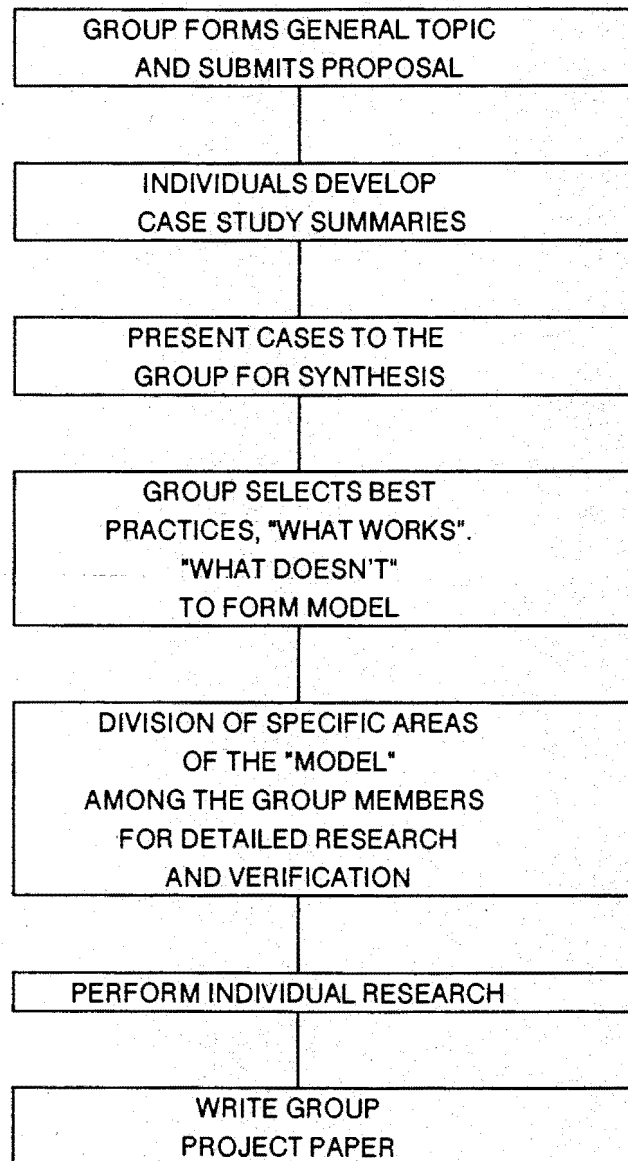 GROUP FORMS GENERAL TOPIC
AND SUBMITS PROPOSAL
INDIVIDUALS DEVELOP
CASE STUDY SUMMARIES
PRESENT CASES TO THE
GROUP FOR SYNTHESIS
GROUP SELECTS BEST
PRACTICES, "WHAT WORKS".
"WHAT DOESN'T"
TO FORM MODEL
DIVISION OF SPECIFIC AREAS
OF THE "MODEL"
AMONG THE GROUP MEMBERS
FOR DETAILED RESEARCH
AND VERIFICATION
PERFORM INDIVIDUAL RESEARCH
WRITE GROUP
PROJECT PAPER